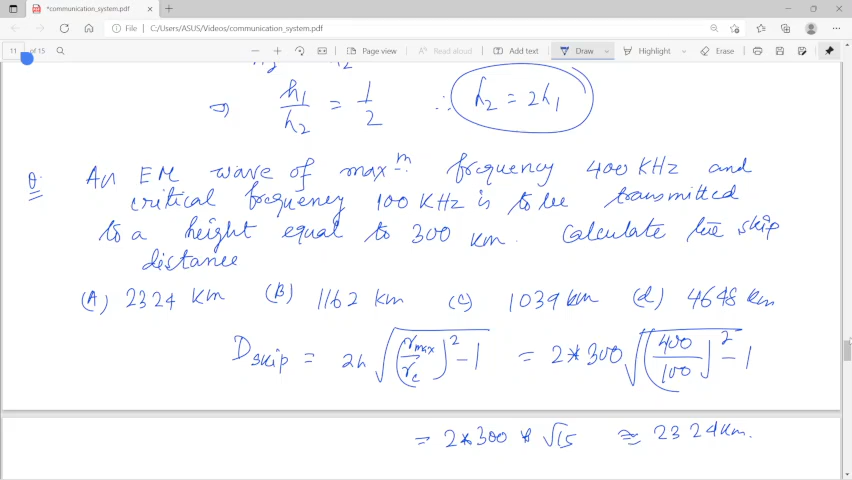 *communication_system.pdf
File
C:/Users/ASUS/Videos/communication_system.pdf
11 of 15
Page view
Read aloud
Add text
Draw
Highlight
Erase
⇒ h1/h2 = 1/2 ∴ h2 = 2h1
Q: An EM wave of maxm frequency 400 KHz and
critical frequency 100 KHz is to be transmitted
to a height equal to 300 km. Calculate the skip
distance
(A) 2324 KM (B) 1162 km (C) 1039 km (d) 4648 km
Dskip = 2h √((νmax/νc)² - 1) = 2*300 √((400/100)² - 1)
= 2*300 * √15 ≈ 2324 km.